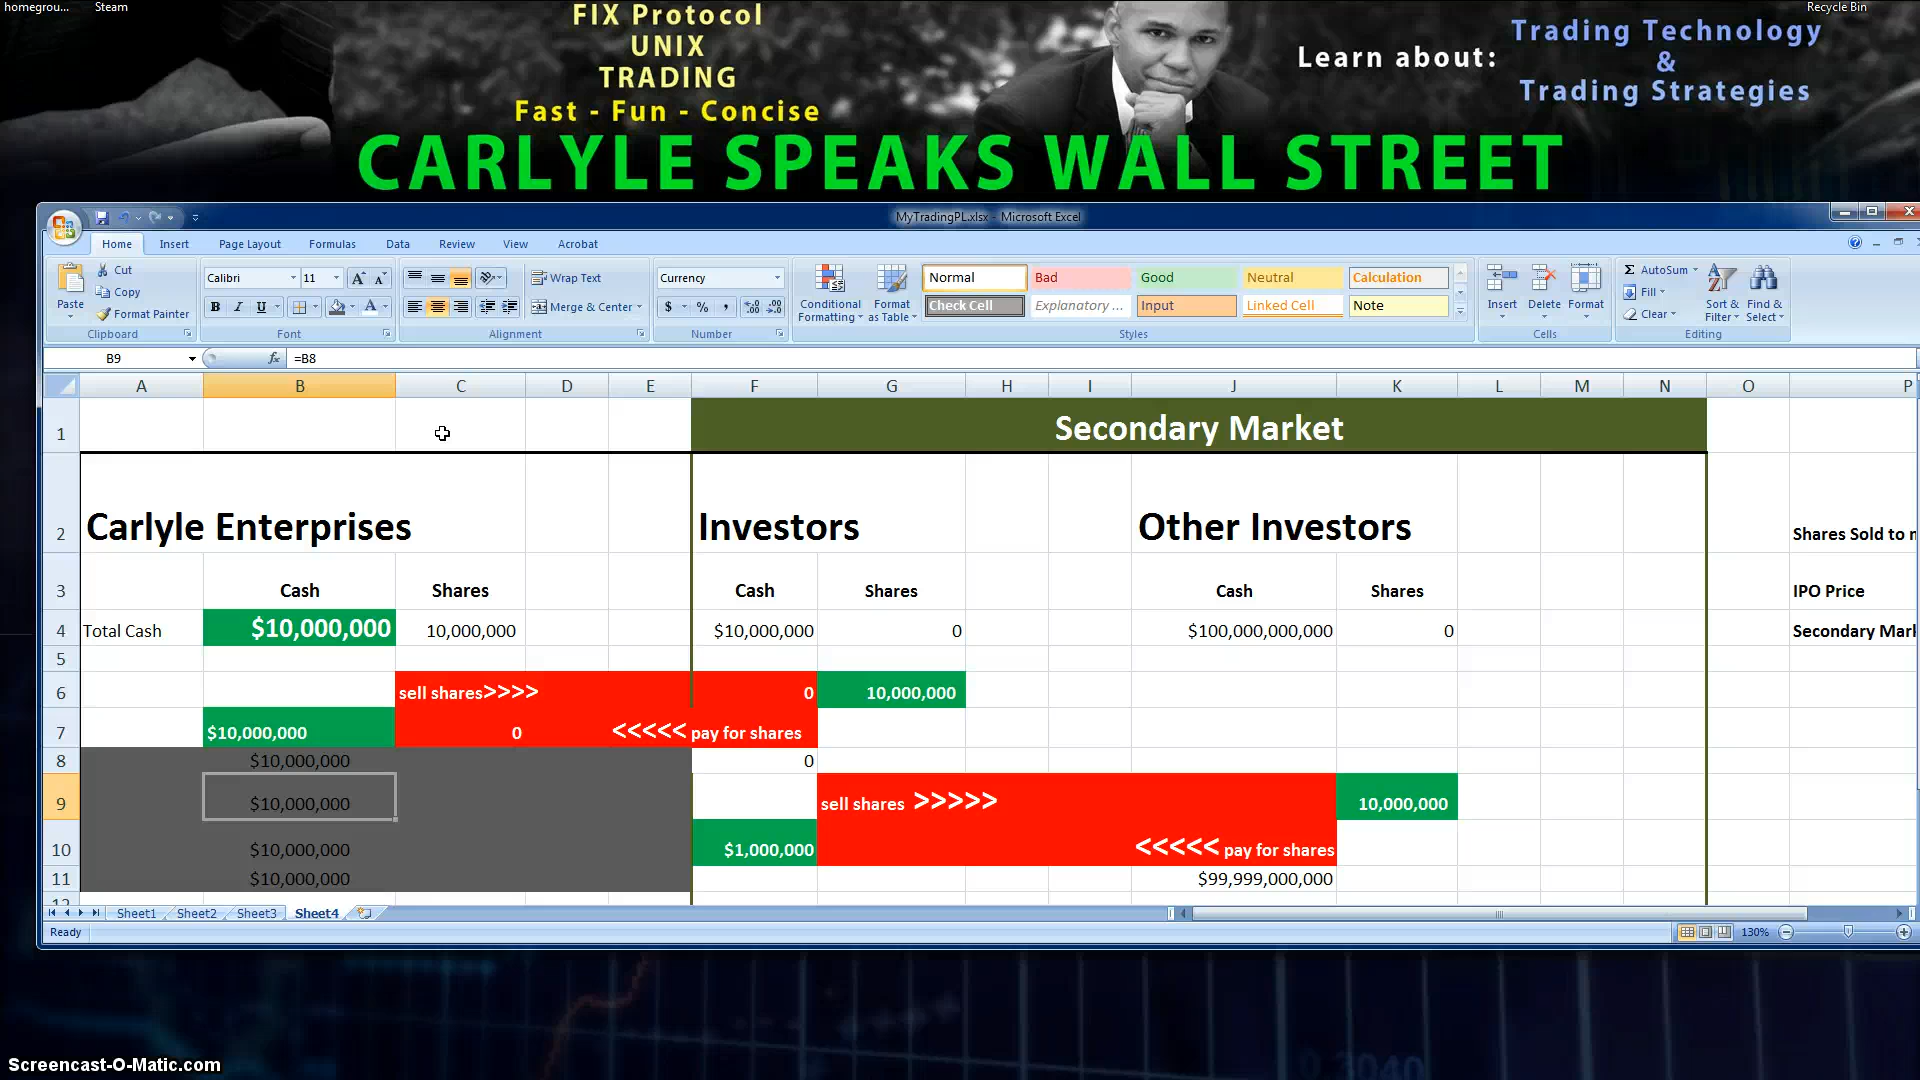 homegrou...
Steam
Recycle Bin
FIX Protocol
UNIX
TRADING
Fast - Fun - Concise
Learn about:
Trading Technology
&
Trading Strategies
CARLYLE SPEAKS WALL STREET
MyTradingPL.xlsx - Microsoft Excel
Home Insert Page Layout Formulas Data Review View Acrobat
Paste
Cut
Copy
Format Painter
Clipboard
Calibri 11
B I U A
Font
Wrap Text
Merge & Center
Alignment
Currency
$ % ,
Number
Conditional Formatting
Format as Table
Normal Bad Good Neutral Calculation
Check Cell Explanatory ... Input Linked Cell Note
Styles
Insert Delete Format
Cells
Σ AutoSum
Fill
Clear
Sort & Filter
Find & Select
Editing
B9 fx =B8
A B C D E F G H I J K L M N O P
1 Secondary Market
2 Carlyle Enterprises Investors Other Investors Shares Sold to
3 Cash Shares Cash Shares Cash Shares IPO Price
4 Total Cash $10,000,000 10,000,000 $10,000,000 0 $100,000,000,000 0 Secondary Mark
5
6 sell shares>>>> 0 10,000,000
7 $10,000,000 0 <<<<< pay for shares
8 $10,000,000 0
9 $10,000,000 sell shares >>>>> 10,000,000
10 $10,000,000 $1,000,000 <<<<< pay for shares
11 $10,000,000 $99,999,000,000
12
Sheet1 Sheet2 Sheet3 Sheet4
Ready 130%
0.3040
Screencast-O-Matic.com